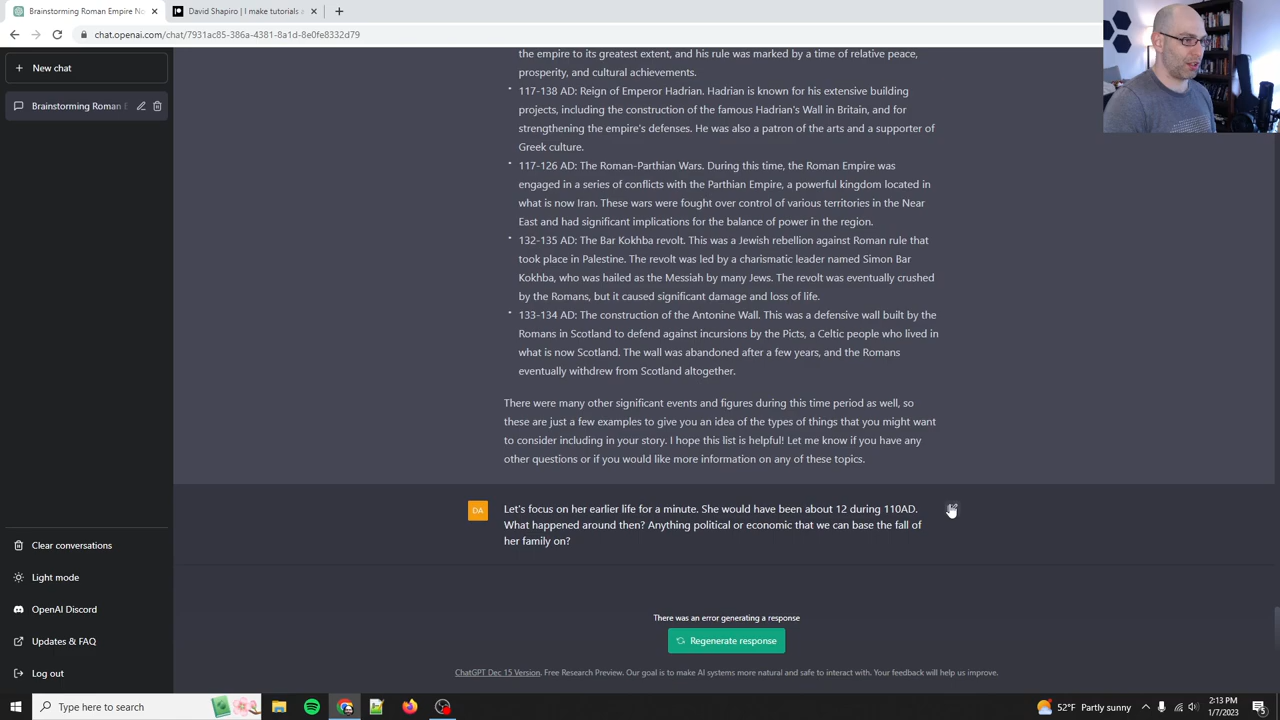 Brainstorming Roman Empire No
David Shapiro | I make tutorials a
chat.openai.com/chat/7931ac85-386a-4381-8a1d-8e0fe8332d79
New chat
Brainstorming Roman E
Clear conversations
Light mode
OpenAI Discord
Updates & FAQ
Log out
the empire to its greatest extent, and his rule was marked by a time of relative peace,
prosperity, and cultural achievements.
117-138 AD: Reign of Emperor Hadrian. Hadrian is known for his extensive building
projects, including the construction of the famous Hadrian's Wall in Britain, and for
strengthening the empire's defenses. He was also a patron of the arts and a supporter of
Greek culture.
117-126 AD: The Roman-Parthian Wars. During this time, the Roman Empire was
engaged in a series of conflicts with the Parthian Empire, a powerful kingdom located in
what is now Iran. These wars were fought over control of various territories in the Near
East and had significant implications for the balance of power in the region.
132-135 AD: The Bar Kokhba revolt. This was a Jewish rebellion against Roman rule that
took place in Palestine. The revolt was led by a charismatic leader named Simon Bar
Kokhba, who was hailed as the Messiah by many Jews. The revolt was eventually crushed
by the Romans, but it caused significant damage and loss of life.
133-134 AD: The construction of the Antonine Wall. This was a defensive wall built by the
Romans in Scotland to defend against incursions by the Picts, a Celtic people who lived in
what is now Scotland. The wall was abandoned after a few years, and the Romans
eventually withdrew from Scotland altogether.
There were many other significant events and figures during this time period as well, so
these are just a few examples to give you an idea of the types of things that you might want
to consider including in your story. I hope this list is helpful! Let me know if you have any
other questions or if you would like more information on any of these topics.
DA
Let's focus on her earlier life for a minute. She would have been about 12 during 110AD.
What happened around then? Anything political or economic that we can base the fall of
her family on?
There was an error generating a response
Regenerate response
ChatGPT Dec 15 Version. Free Research Preview. Our goal is to make AI systems more natural and safe to interact with. Your feedback will help us improve.
Type here to search
52°F Partly sunny
2:13 PM
1/7/2023